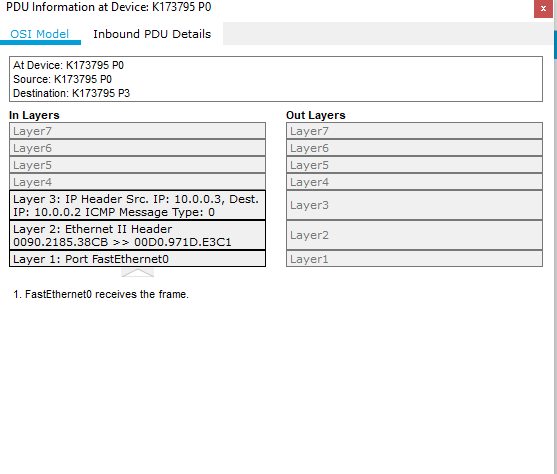 PDU Information at Device: K173795 P0
x
OSI Model Inbound PDU Details
At Device: K173795 P0
Source: K173795 P0
Destination: K173795 P3
In Layers
Layer7
Layer6
Layer5
Layer4
Layer 3: IP Header Src. IP: 10.0.0.3, Dest.
IP: 10.0.0.2 ICMP Message Type: 0
Layer 2: Ethernet II Header
0090.2185.38CB >> 00D0.971D.E3C1
Layer 1: Port FastEthernet0
Out Layers
Layer7
Layer6
Layer5
Layer4
Layer3
Layer2
Layer1
1. FastEthernet0 receives the frame.